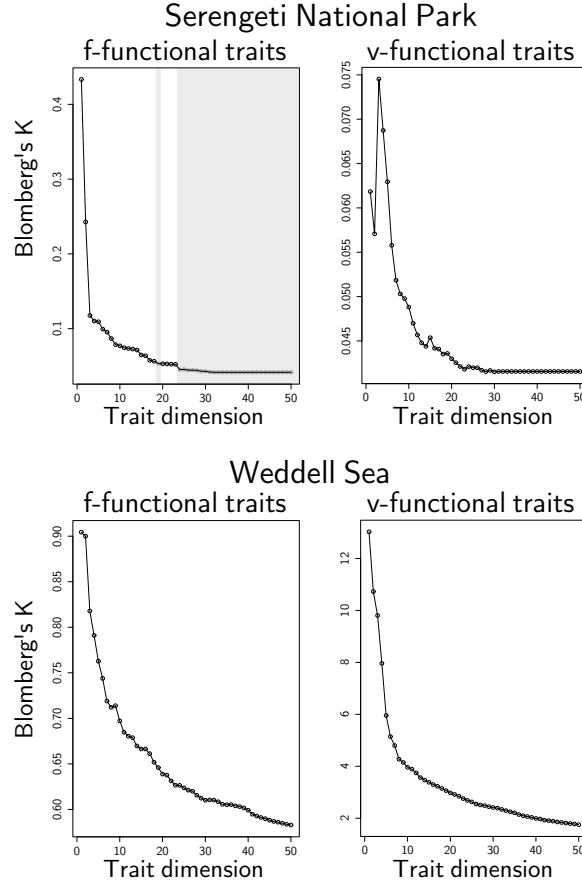 Serengeti National Park
f-functional traits
v-functional traits
Blomberg's K
0.4
0.3
0.2
0.1
0.075
0.070
0.065
0.060
0.055
0.050
0.045
0 10 20 30 40 50
0 10 20 30 40 50
Trait dimension
Trait dimension
Weddell Sea
f-functional traits
v-functional traits
Blomberg's K
0.90
0.85
0.80
0.75
0.70
0.65
0.60
12
10
8
6
4
2
0 10 20 30 40 50
0 10 20 30 40 50
Trait dimension
Trait dimension